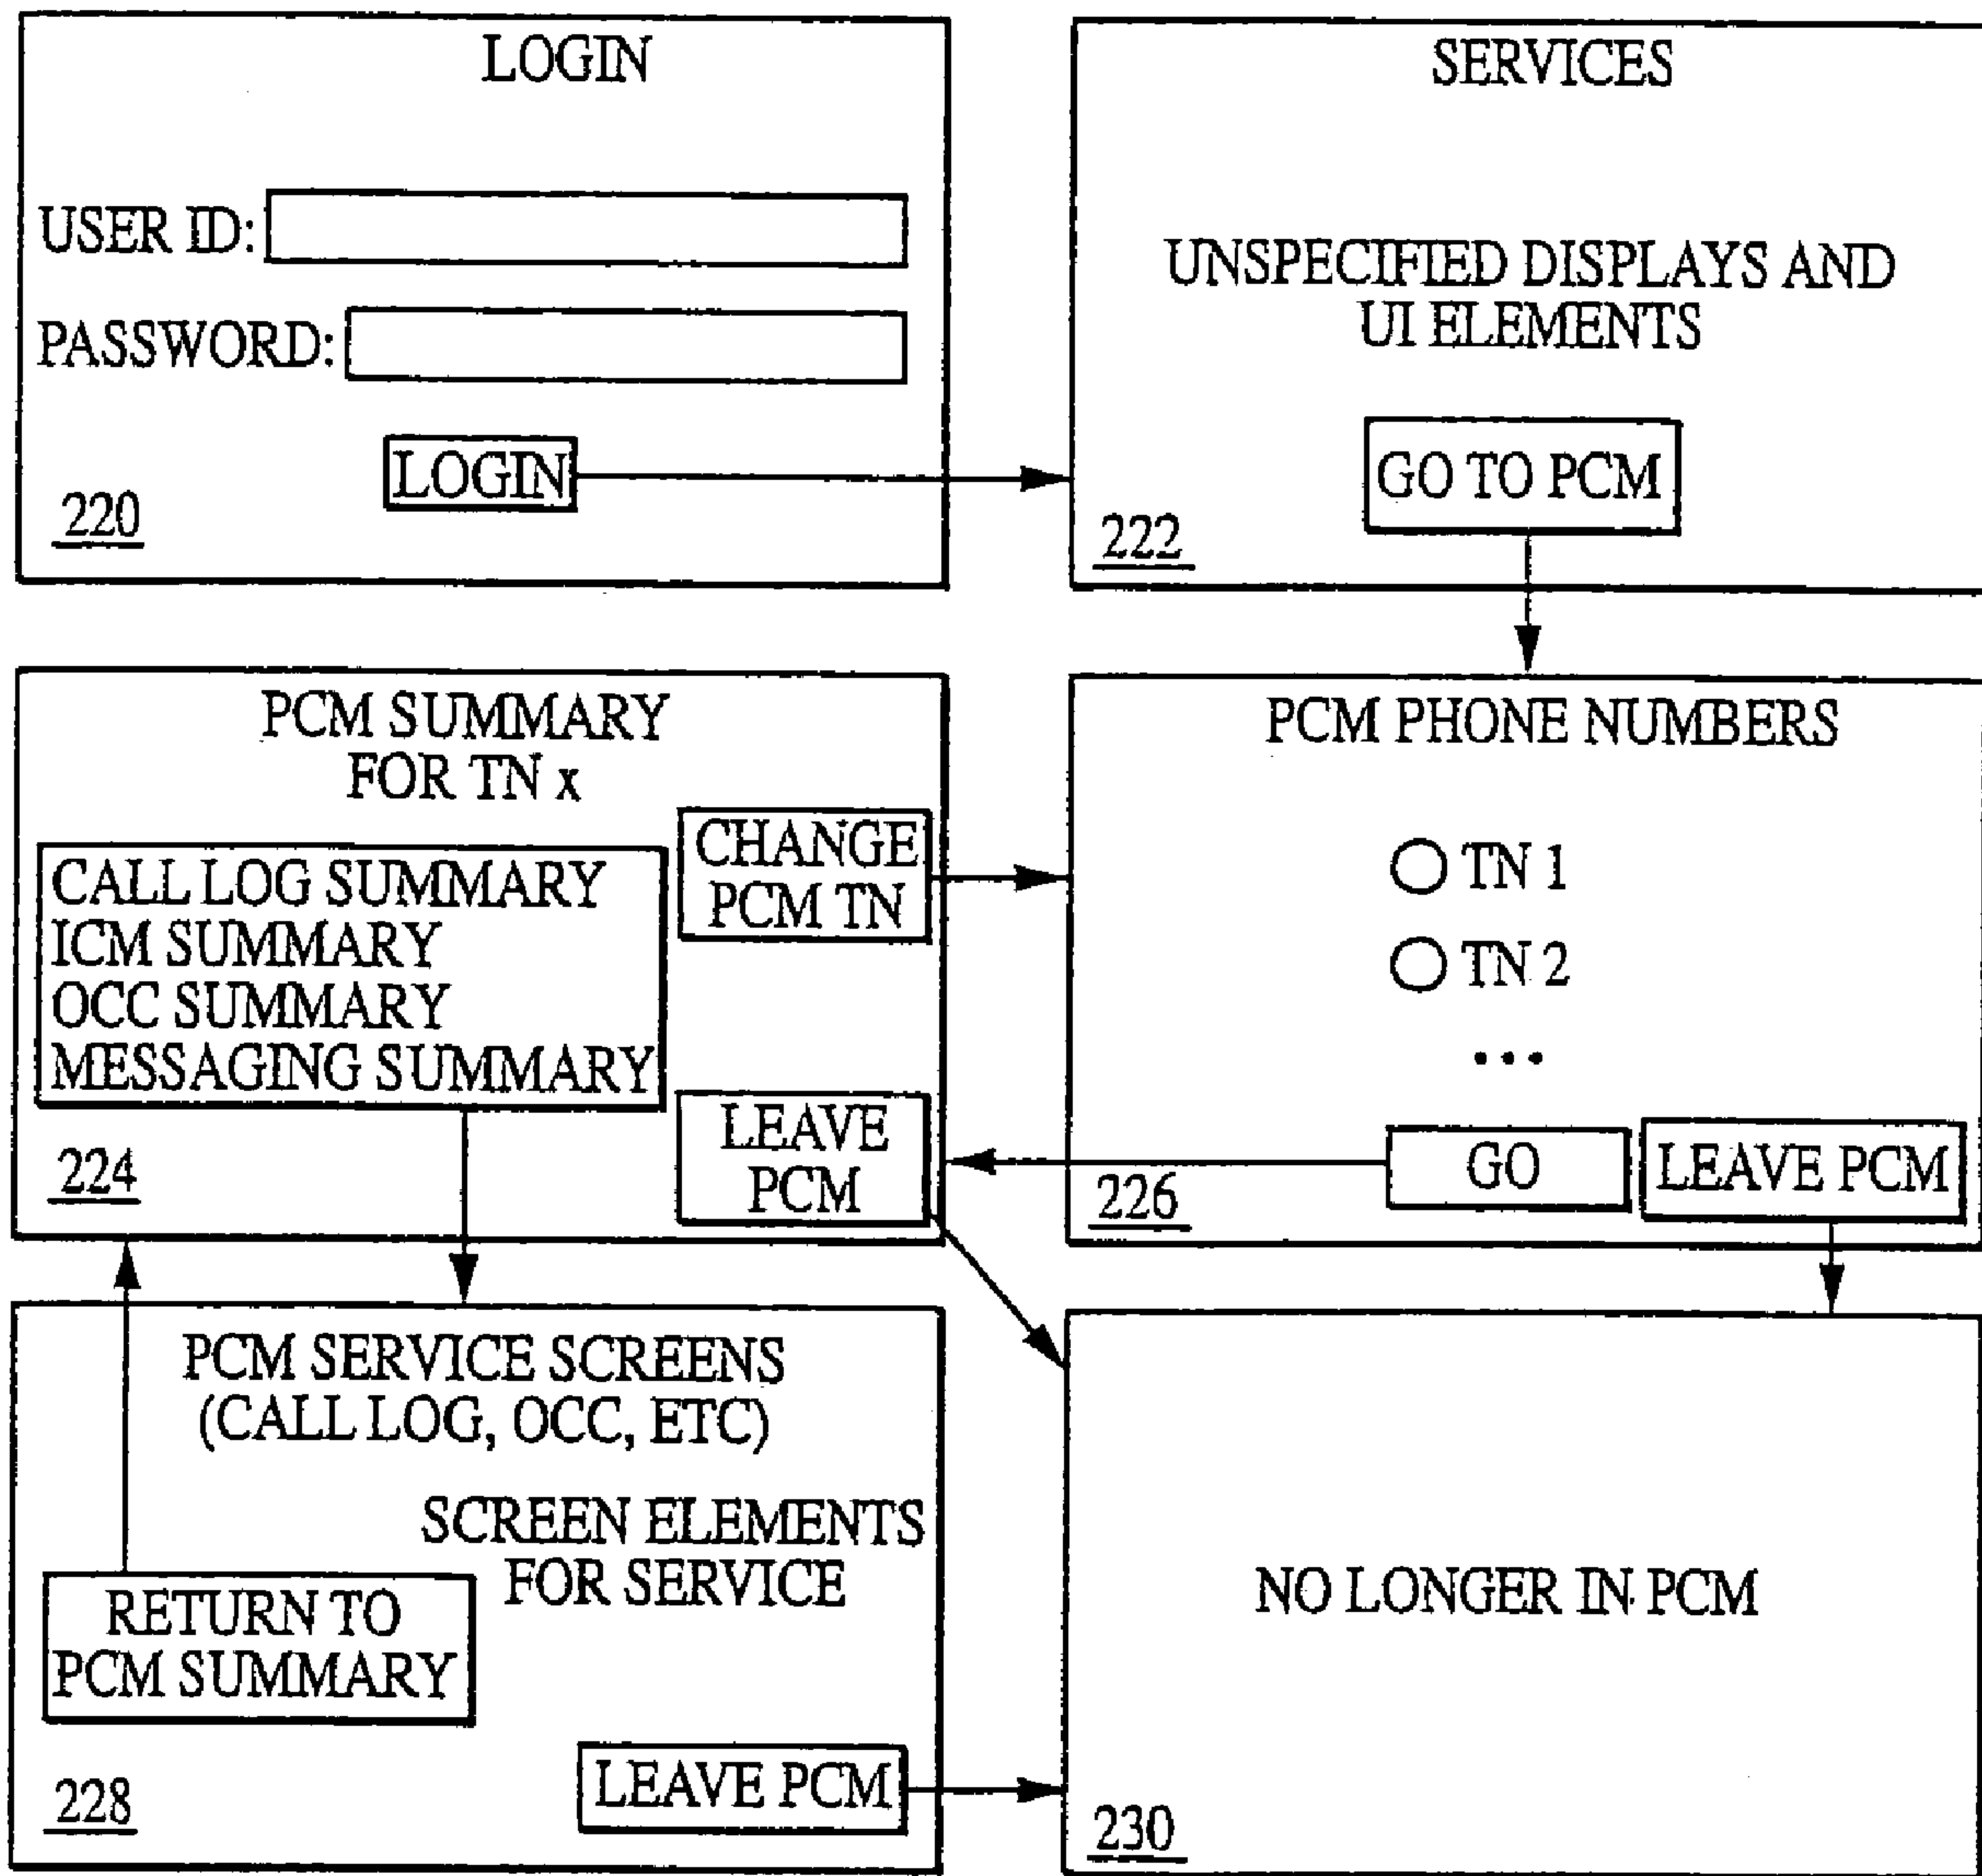 LOGIN
USER ID:
PASSWORD:
LOGIN
220
SERVICES
UNSPECIFIED DISPLAYS AND
UI ELEMENTS
GO TO PCM
222
PCM SUMMARY
FOR TN x
CHANGE
PCM TN
CALL LOG SUMMARY
ICM SUMMARY
OCC SUMMARY
MESSAGING SUMMARY
LEAVE
PCM
224
PCM PHONE NUMBERS
TN 1
TN 2
...
GO
LEAVE PCM
226
PCM SERVICE SCREENS
(CALL LOG, OCC, ETC)
SCREEN ELEMENTS
FOR SERVICE
RETURN TO
PCM SUMMARY
LEAVE PCM
228
NO LONGER IN PCM
230